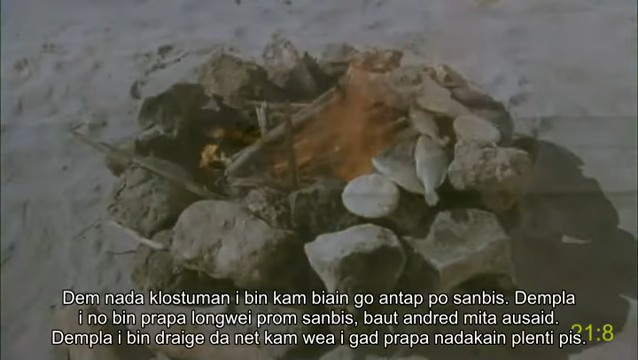 Dem nada klostuman i bin kam biain go antap po sanbis. Dempla
i no bin prapa longwei prom sanbis, baut andred mita ausaid.
Dempla i bin draige da net kam wea i gad prapa nadakain plenti pis.
21:8